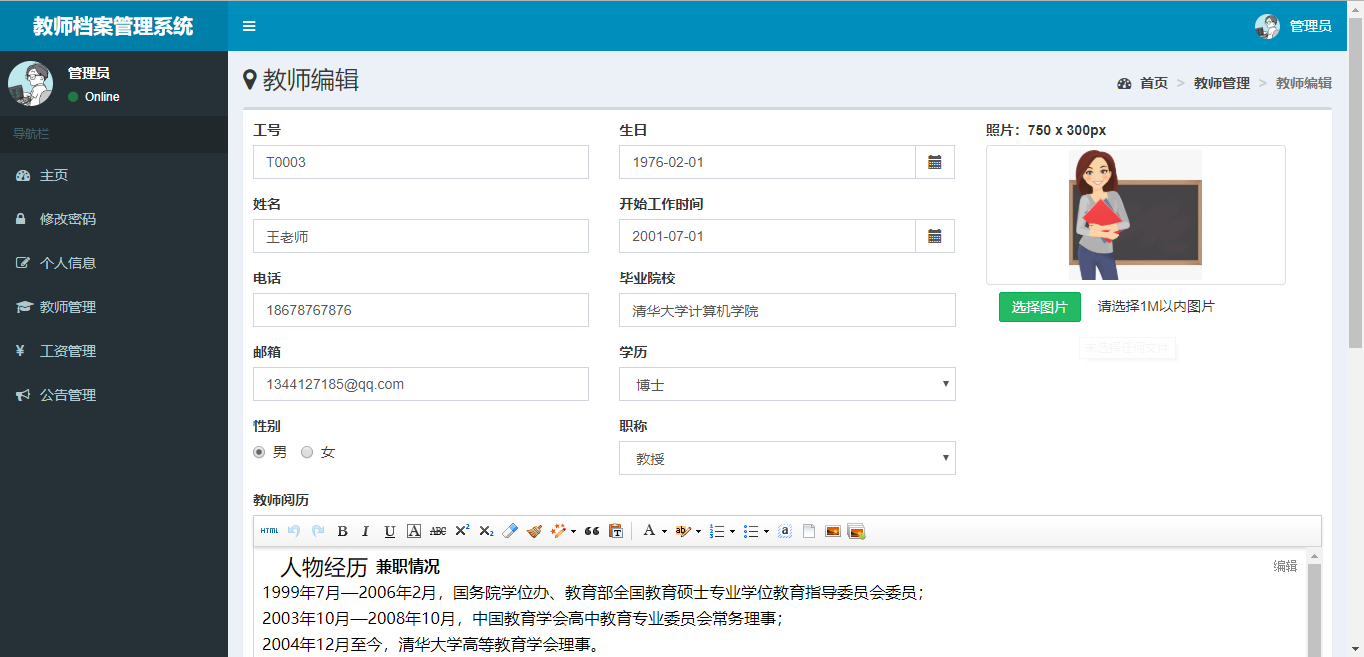 教师档案管理系统
管理员
管理员
Online
导航栏
主页
修改密码
个人信息
教师管理
¥ 工资管理
公告管理
教师编辑
首页 > 教师管理 > 教师编辑
工号
T0003
姓名
王老师
电话
18678767876
邮箱
1344127185@qq.com
性别
男 女
生日
1976-02-01
开始工作时间
2001-07-01
毕业院校
清华大学计算机学院
学历
博士
职称
教授
照片：750 x 300px
选择图片 请选择1M以内图片
未选择任何文件
教师阅历
HTML B I U A ABC X² X₂ T A ab a
人物经历 兼职情况
编辑
1999年7月—2006年2月，国务院学位办、教育部全国教育硕士专业学位教育指导委员会委员；
2003年10月—2008年10月，中国教育学会高中教育专业委员会常务理事；
2004年12月至今，清华大学高等教育学会理事。